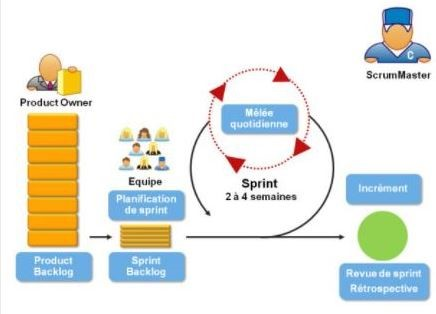 ScrumMaster
Product Owner
Mêlée
quotidienne
Equipe
Sprint
2 à 4 semaines
Planification
de sprint
Incrément
Product
Backlog
Sprint
Backlog
Revue de sprint
Rétrospective
C